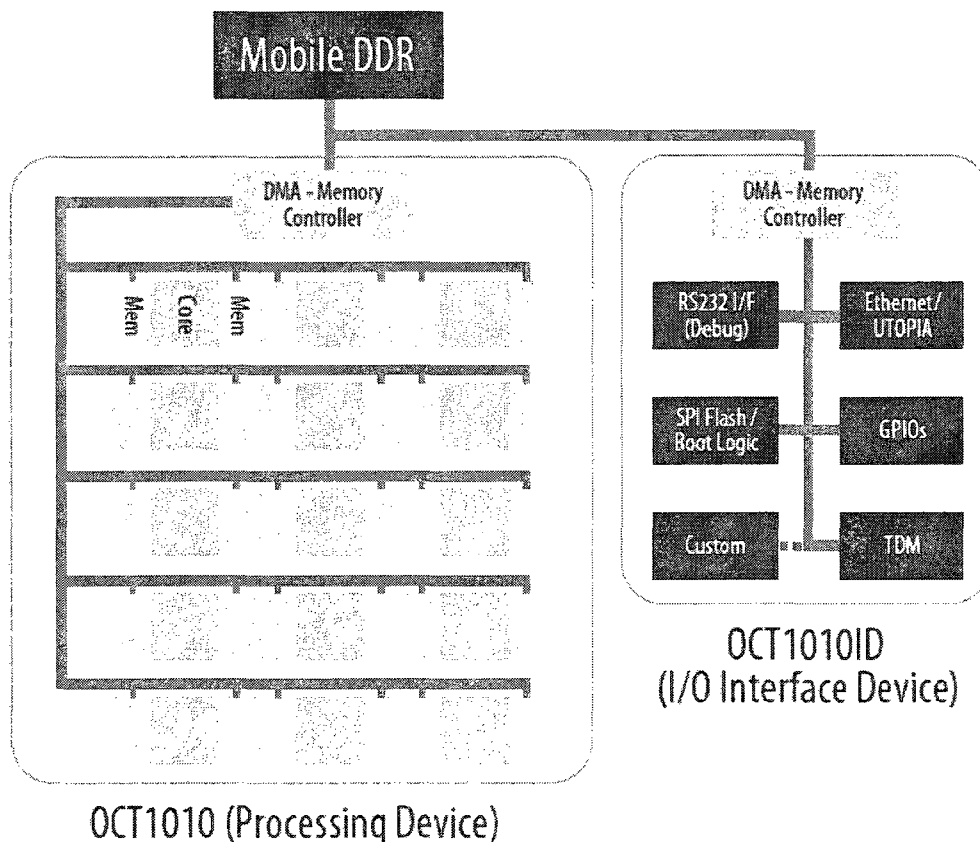 Mobile DDR
DMA - Memory
Controller
DMA - Memory
Controller
Mem
Core
Mem
RS232 I/F
(Debug)
Ethernet/
UTOPIA
SPI Flash /
Root Logic
GPIOs
Custom
TDM
OCT1010ID
(I/O Interface Device)
OCT1010 (Processing Device)